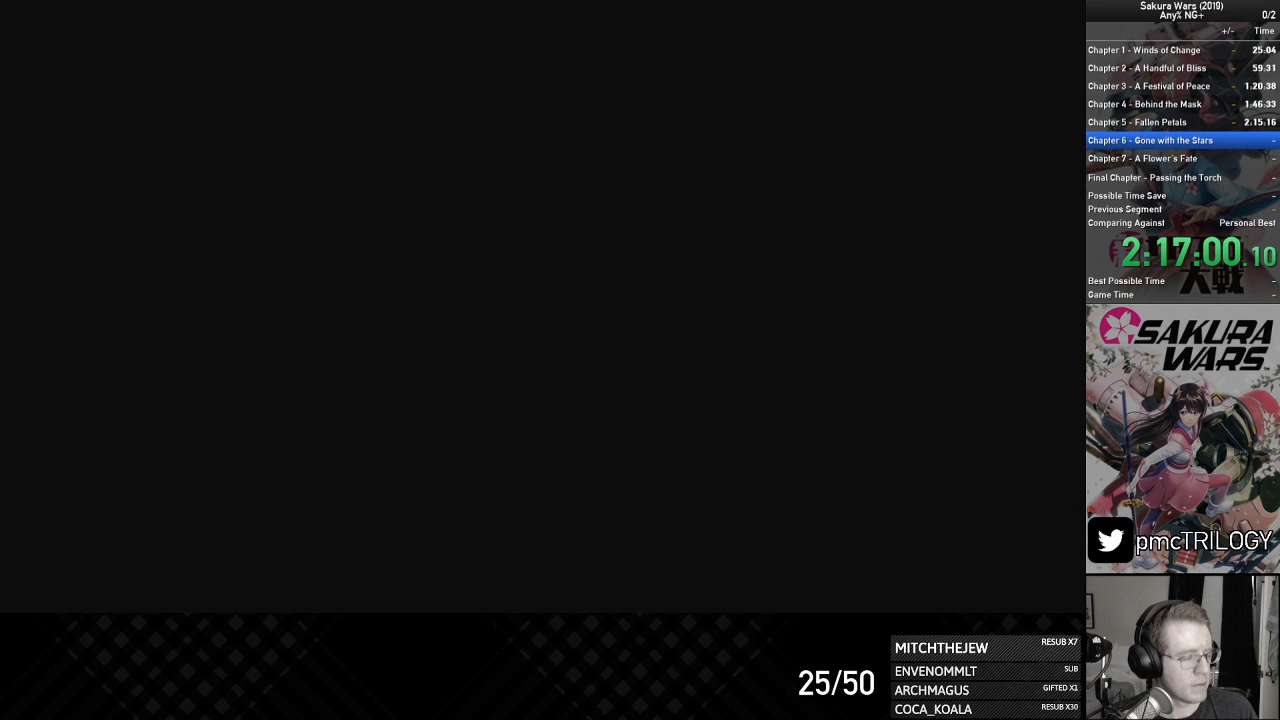 Sakura Wars (2019)
Any% NG+ 0/2
+/- Time
Chapter 1 - Winds of Change - 25:04
Chapter 2 - A Handful of Bliss - 59:31
Chapter 3 - A Festival of Peace - 1:20:38
Chapter 4 - Behind the Mask - 1:46:33
Chapter 5 - Fallen Petals - 2:15:16
Chapter 6 - Gone with the Stars -
Chapter 7 - A Flower's Fate -
Final Chapter - Passing the Torch -
Possible Time Save -
Previous Segment -
Comparing Against Personal Best
2:17:00.10
大戦
Best Possible Time -
Game Time -
SAKURA
WARS
pmcTRILOGY
MITCHTHEJEW RESUB X7
ENVENOMMLT SUB
25/50
ARCHMAGUS GIFTED X1
COCA_KOALA RESUB X30